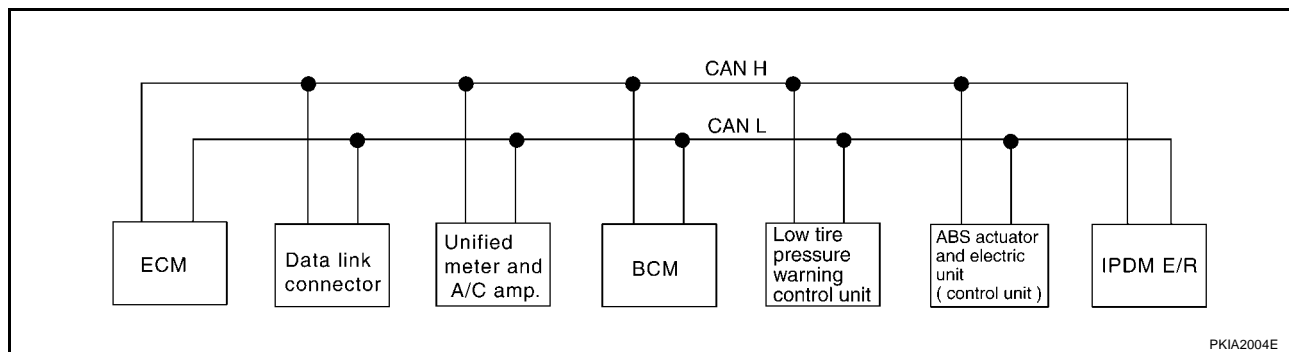 CAN H
CAN L
ECM
Data link
connector
Unified
meter and
A/C amp.
BCM
Low tire
pressure
warning
control unit
ABS actuator
and electric
unit
( control unit )
IPDM E/R
PKIA2004E